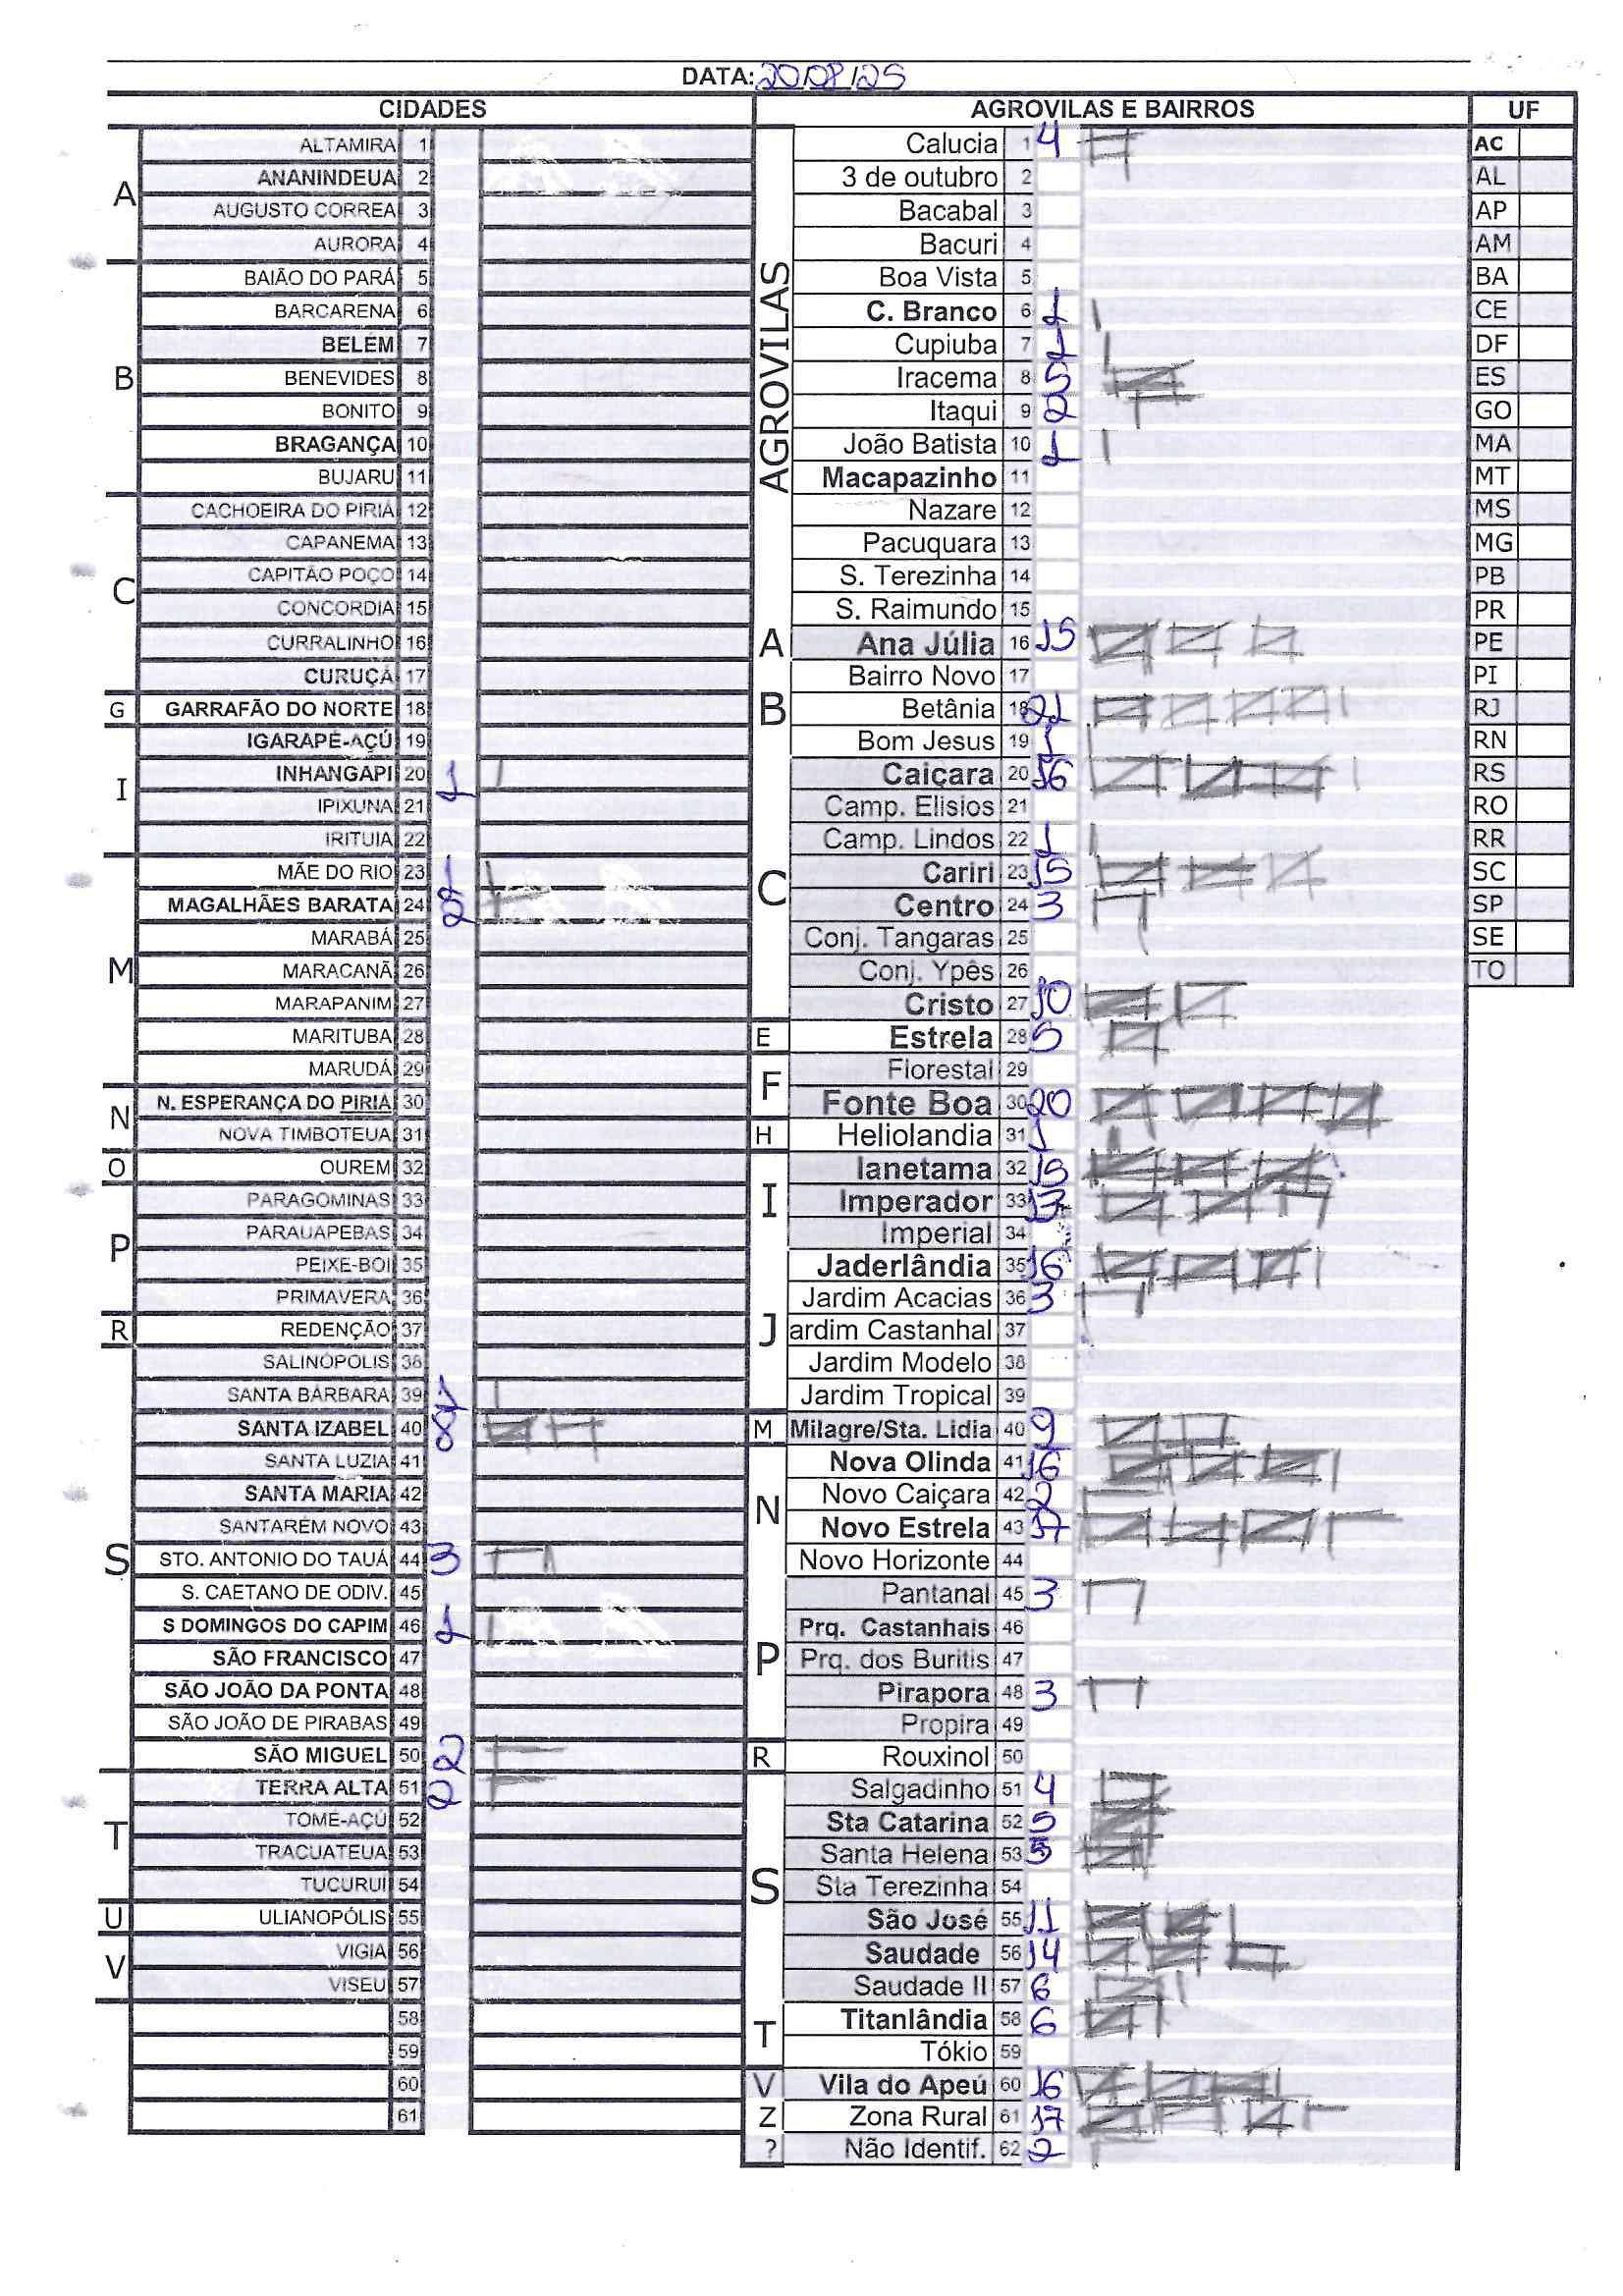 DATA: 20/08/25
CIDADES AGROVILAS E BAIRROS UF
A
ALTAMIRA 1
ANANINDEUA 2
AUGUSTO CORREA 3
AURORA 4
B
BAIÃO DO PARÁ 5
BARCARENA 6
BELÉM 7
BENEVIDES 8
BONITO 9
BRAGANÇA 10
BUJARU 11
C
CACHOEIRA DO PIRIÁ 12
CAPANEMA 13
CAPITÃO POÇO 14
CONCORDIA 15
CURRALINHO 16
CURUÇÁ 17
G
GARRAFÃO DO NORTE 18
I
IGARAPÉ-AÇÚ 19
INHANGAPI 20 1
IPIXUNA 21
IRITUIA 22
M
MÃE DO RIO 23 1
MAGALHÃES BARATA 24 2
MARABÁ 25
MARACANÃ 26
MARAPANIM 27
MARITUBA 28
MARUDÁ 29
N
N. ESPERANÇA DO PIRIÁ 30
NOVA TIMBOTEUA 31
O
OUREM 32
P
PARAGOMINAS 33
PARAUAPEBAS 34
PEIXE-BOI 35
PRIMAVERA 36
R
REDENÇÃO 37
S
SALINÓPOLIS 38
SANTA BÁRBARA 39 1
SANTA IZABEL 40 8
SANTA LUZIA 41
SANTA MARIA 42
SANTARÉM NOVO 43
STO. ANTONIO DO TAUÁ 44 3
S. CAETANO DE ODIV. 45
S DOMINGOS DO CAPIM 46 1
SÃO FRANCISCO 47
SÃO JOÃO DA PONTA 48
SÃO JOÃO DE PIRABAS 49
SÃO MIGUEL 50 2
T
TERRA ALTA 51 2
TOMÉ-AÇÚ 52
TRACUATEUA 53
TUCURUI 54
U
ULIANOPÓLIS 55
V
VIGIA 56
VISEU 57
58
59
60
61
AGROVILAS
Calucia 1 4
3 de outubro 2
Bacabal 3
Bacuri 4
Boa Vista 5
C. Branco 6 1
Cupiuba 7 1
Iracema 8 5
Itaqui 9 2
João Batista 10 1
Macapazinho 11
Nazare 12
Pacuquara 13
S. Terezinha 14
S. Raimundo 15
A
Ana Júlia 16 15
B
Bairro Novo 17
Betânia 18 21
Bom Jesus 19 1
C
Caiçara 20 16
Camp. Elisios 21
Camp. Lindos 22 1
Cariri 23 15
Centro 24 3
Conj. Tangaras 25
Conj. Ypês 26
Cristo 27 10
E
Estrela 28 5
F
Florestal 29
Fonte Boa 30 20
H
Heliolandia 31 1
I
Ianetama 32 15
Imperador 33 13
Imperial 34
J
Jaderlândia 35 16
Jardim Acacias 36 3
ardim Castanhal 37
Jardim Modelo 38
Jardim Tropical 39
M
Milagre/Sta. Lidia 40 9
N
Nova Olinda 41 16
Novo Caiçara 42 2
Novo Estrela 43 17
Novo Horizonte 44
P
Pantanal 45 3
Prq. Castanhais 46
Prq. dos Buritis 47
Pirapora 48 3
Propira 49
R
Rouxinol 50
S
Salgadinho 51 4
Sta Catarina 52 5
Santa Helena 53 5
Sta Terezinha 54
São José 55 11
Saudade 56 14
Saudade II 57 6
T
Titanlândia 58 6
Tókio 59
V
Vila do Apeú 60 16
Z
Zona Rural 61 17
?
Não Identif. 62 2
AC
AL
AP
AM
BA
CE
DF
ES
GO
MA
MT
MS
MG
PB
PR
PE
PI
RJ
RN
RS
RO
RR
SC
SP
SE
TO